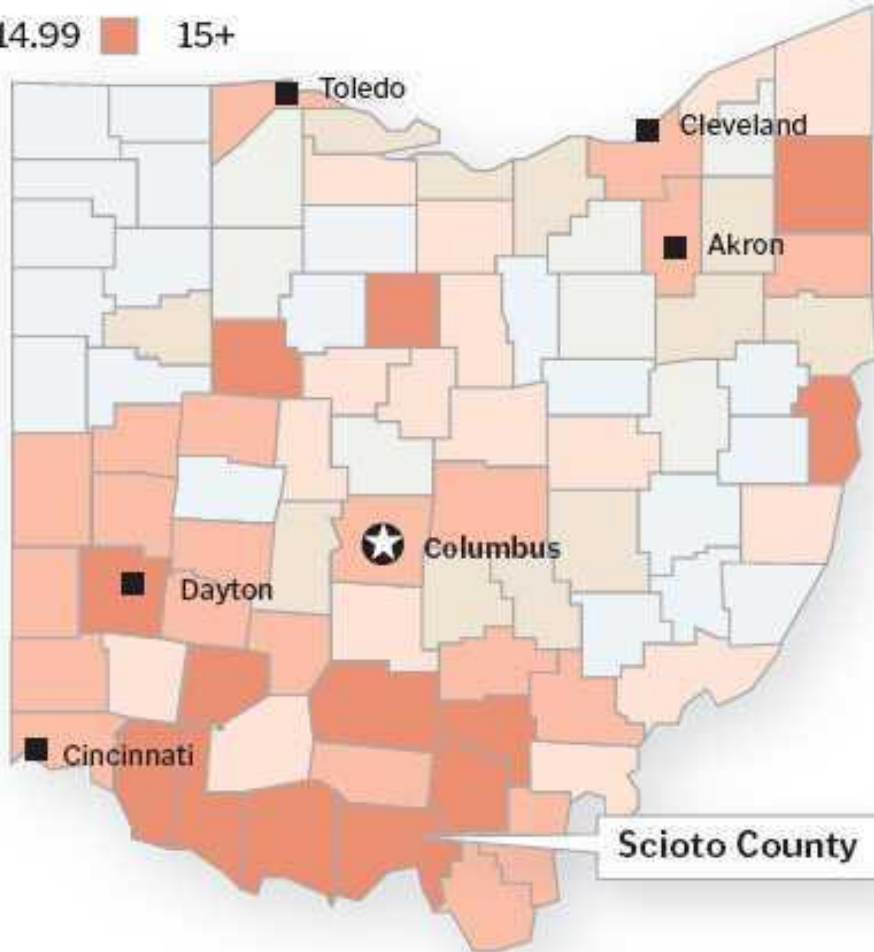 14.99 15+
Toledo
Cleveland
Akron
Columbus
Dayton
Cincinnati
Scioto County